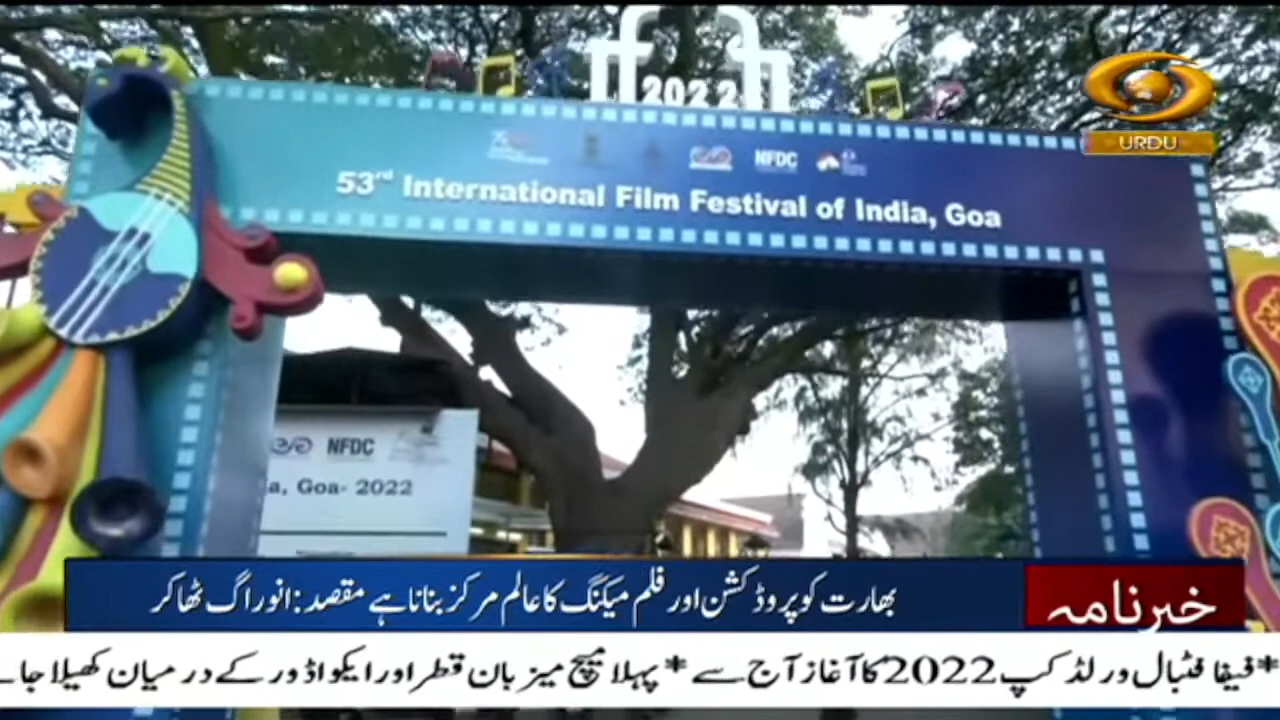 2022
URDU
NFDC
53rd International Film Festival of India, Goa
NFDC
a, Goa- 2022
بھارت کو پروڈکشن اور فلم میکنگ کا عالم مرکز بنانا ہے مقصد: انوراگ ٹھاکر
خبرنامہ
*فیفا فٹبال ورلڈ کپ 2022 کا آغاز آج سے * پہلا میچ میزبان قطر اور ایکواڈور کے درمیان کھیلا جائے